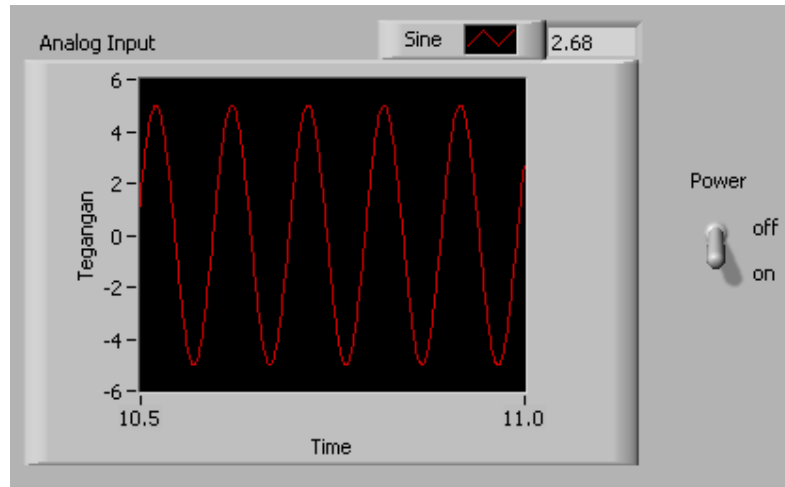 Analog Input
Sine
2.68
6
4
2
0
-2
-4
-6
Tegangan
10.5
11.0
Time
Power
off
on